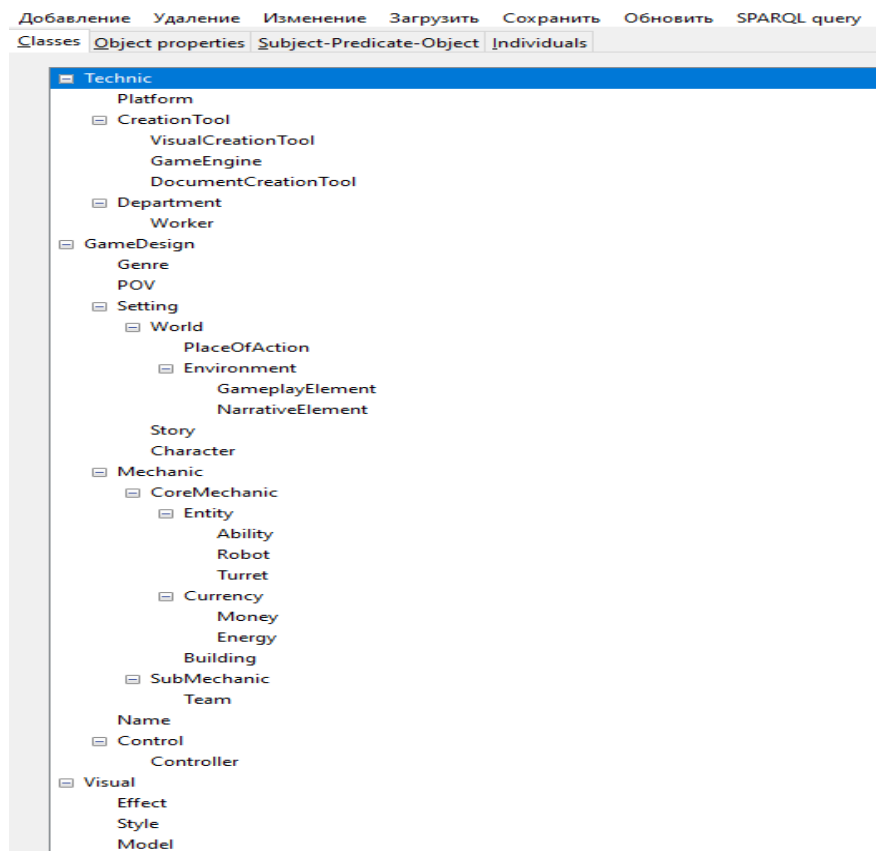 Добавление Удаление Изменение Загрузить Сохранить Обновить SPARQL query
Classes Object properties Subject-Predicate-Object Individuals
Technic
Platform
CreationTool
VisualCreationTool
GameEngine
DocumentCreationTool
Department
Worker
GameDesign
Genre
POV
Setting
World
PlaceOfAction
Environment
GameplayElement
NarrativeElement
Story
Character
Mechanic
CoreMechanic
Entity
Ability
Robot
Turret
Currency
Money
Energy
Building
SubMechanic
Team
Name
Control
Controller
Visual
Effect
Style
Model